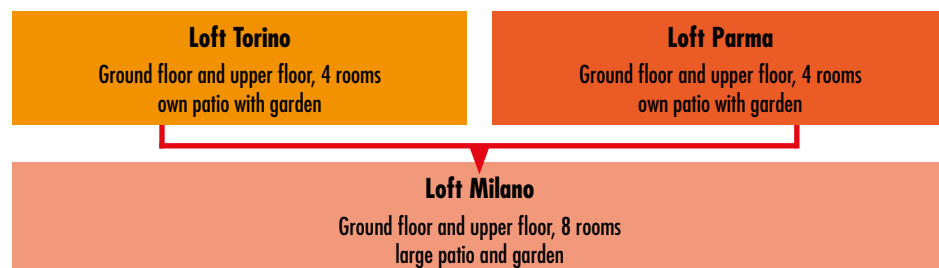 Loft Torino
Ground floor and upper floor, 4 rooms
own patio with garden
Loft Parma
Ground floor and upper floor, 4 rooms
own patio with garden
Loft Milano
Ground floor and upper floor, 8 rooms
large patio and garden